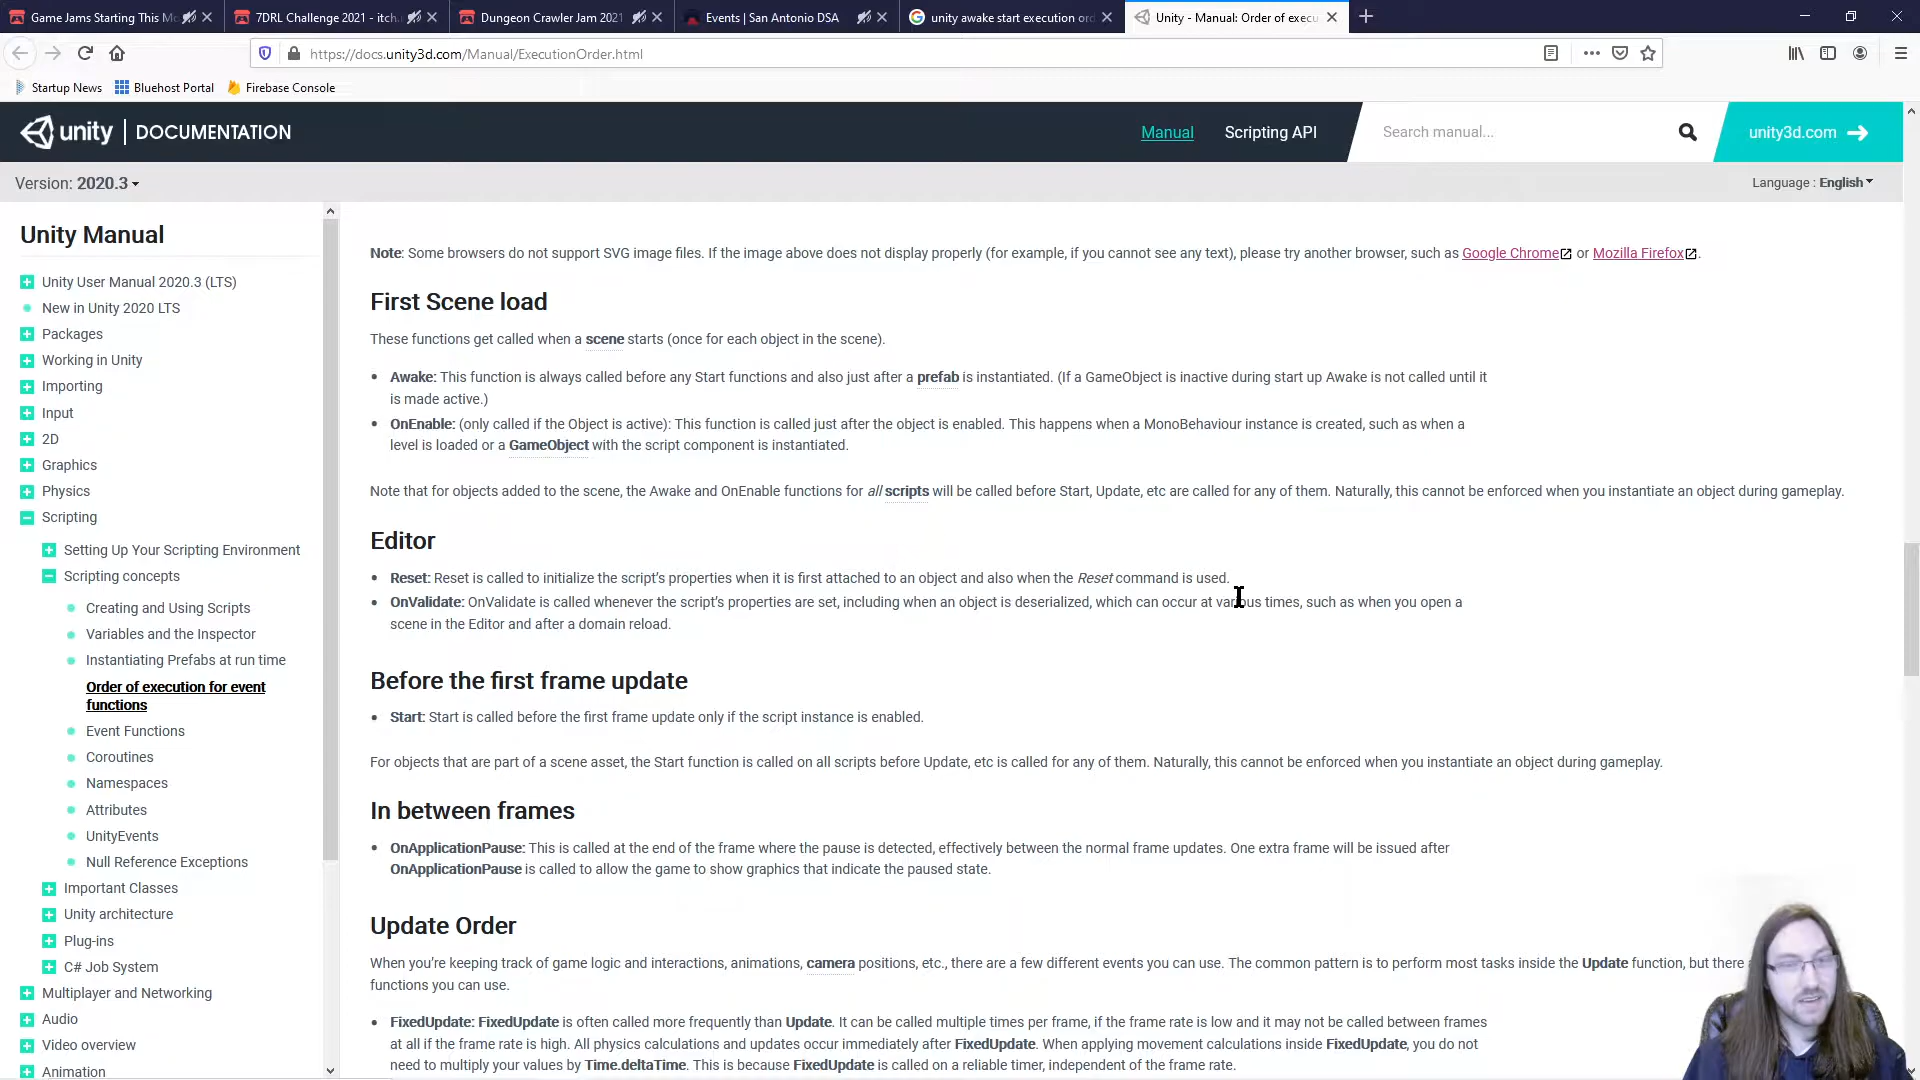 Game Jams Starting This Mo
7DRL Challenge 2021 - itch.i
Dungeon Crawler Jam 2021
Events | San Antonio DSA
unity awake start execution ord
Unity - Manual: Order of execu
https://docs.unity3d.com/Manual/ExecutionOrder.html
Startup News
Bluehost Portal
Firebase Console
unity | DOCUMENTATION
Manual
Scripting API
Search manual...
unity3d.com
Version: 2020.3
Language : English
Unity Manual
Unity User Manual 2020.3 (LTS)
New in Unity 2020 LTS
Packages
Working in Unity
Importing
Input
2D
Graphics
Physics
Scripting
Setting Up Your Scripting Environment
Scripting concepts
Creating and Using Scripts
Variables and the Inspector
Instantiating Prefabs at run time
Order of execution for event
functions
Event Functions
Coroutines
Namespaces
Attributes
UnityEvents
Null Reference Exceptions
Important Classes
Unity architecture
Plug-ins
C# Job System
Multiplayer and Networking
Audio
Video overview
Animation
Note: Some browsers do not support SVG image files. If the image above does not display properly (for example, if you cannot see any text), please try another browser, such as Google Chrome or Mozilla Firefox.
First Scene load
These functions get called when a scene starts (once for each object in the scene).
Awake: This function is always called before any Start functions and also just after a prefab is instantiated. (If a GameObject is inactive during start up Awake is not called until it
is made active.)
OnEnable: (only called if the Object is active): This function is called just after the object is enabled. This happens when a MonoBehaviour instance is created, such as when a
level is loaded or a GameObject with the script component is instantiated.
Note that for objects added to the scene, the Awake and OnEnable functions for all scripts will be called before Start, Update, etc are called for any of them. Naturally, this cannot be enforced when you instantiate an object during gameplay.
Editor
Reset: Reset is called to initialize the script's properties when it is first attached to an object and also when the Reset command is used.
OnValidate: OnValidate is called whenever the script's properties are set, including when an object is deserialized, which can occur at various times, such as when you open a
scene in the Editor and after a domain reload.
Before the first frame update
Start: Start is called before the first frame update only if the script instance is enabled.
For objects that are part of a scene asset, the Start function is called on all scripts before Update, etc is called for any of them. Naturally, this cannot be enforced when you instantiate an object during gameplay.
In between frames
OnApplicationPause: This is called at the end of the frame where the pause is detected, effectively between the normal frame updates. One extra frame will be issued after
OnApplicationPause is called to allow the game to show graphics that indicate the paused state.
Update Order
When you're keeping track of game logic and interactions, animations, camera positions, etc., there are a few different events you can use. The common pattern is to perform most tasks inside the Update function, but there a
functions you can use.
FixedUpdate: FixedUpdate is often called more frequently than Update. It can be called multiple times per frame, if the frame rate is low and it may not be called between frames
at all if the frame rate is high. All physics calculations and updates occur immediately after FixedUpdate. When applying movement calculations inside FixedUpdate, you do not
need to multiply your values by Time.deltaTime. This is because FixedUpdate is called on a reliable timer, independent of the frame rate.